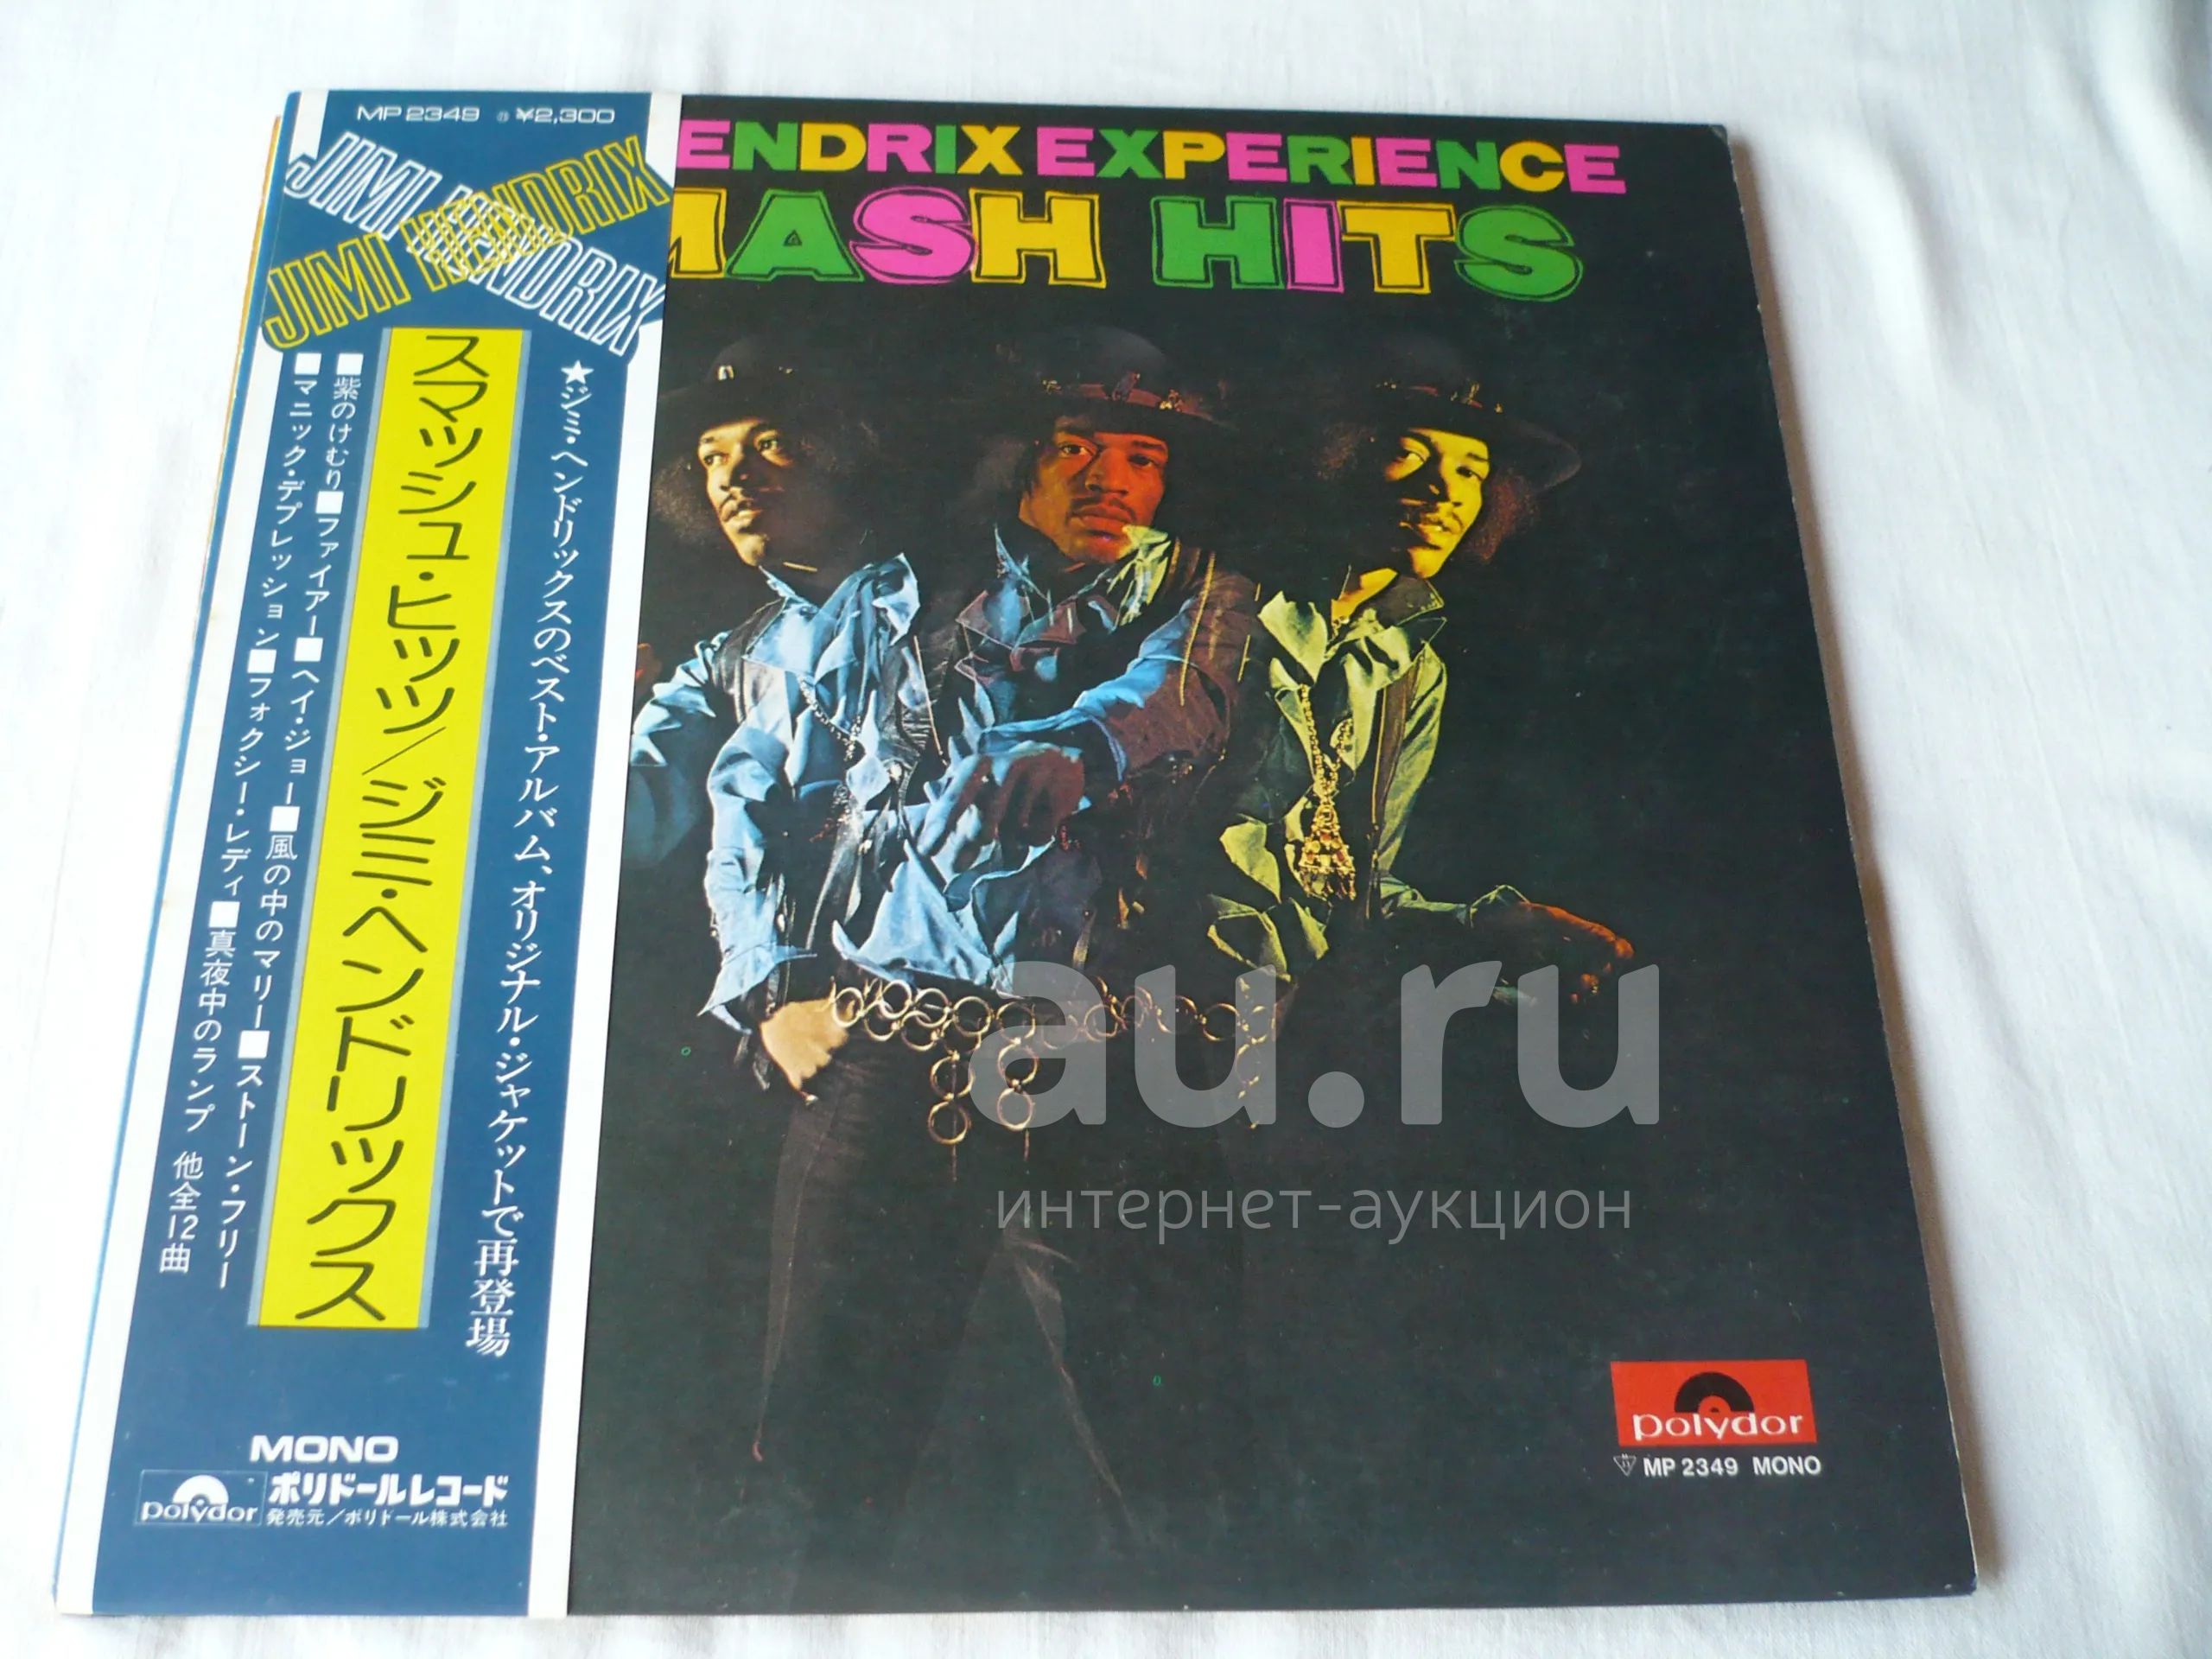 MP 2349 ㊐ ¥2,300
JIMI HENDRIX
JIMI HENDRIX
★ジミ・ヘンドリックスのベスト・アルバム、オリジナル・ジャケットで再登場
スマッシュ・ヒッツ/ジミ・ヘンドリックス
■紫のけむり■ファイアー■ヘイ・ジョー■風の中のマリー■ストーン・フリー
■マニック・デプレッション■フォクシー・レディ■真夜中のランプ 他全12曲
MONO
polydor
ポリドールレコード
発売元/ポリドール株式会社
ENDRIX EXPERIENCE
MASH HITS
au.ru
интернет-аукцион
polydor
MP 2349 MONO